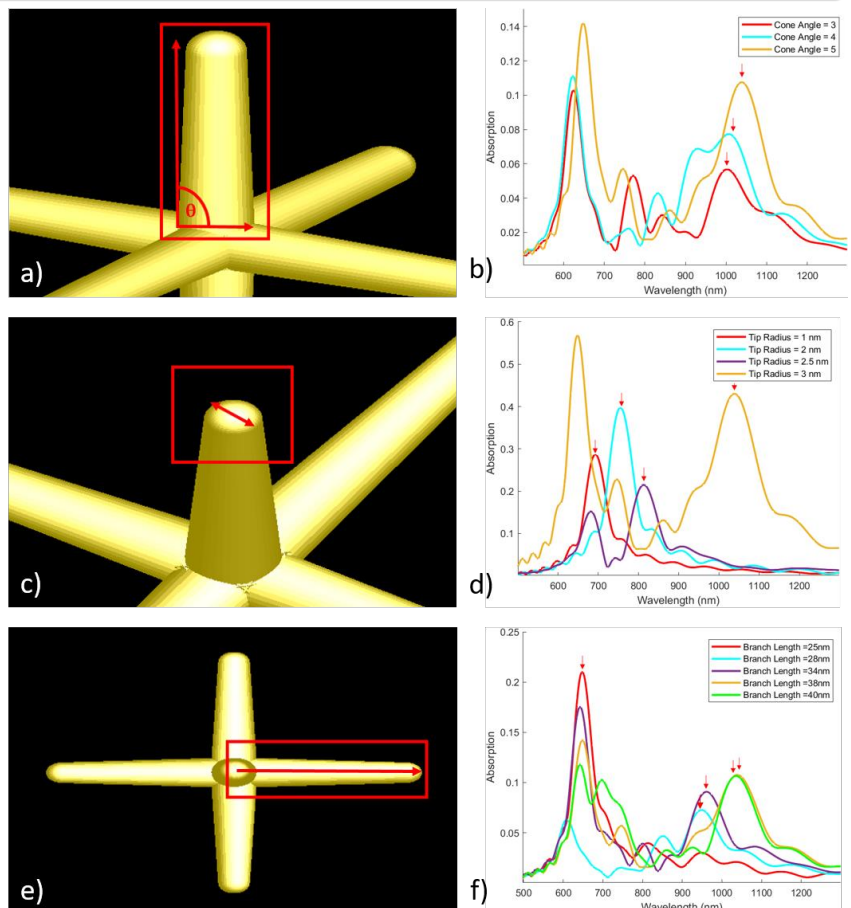 θ
a)
0.14
0.12
0.1
0.08
0.06
0.04
0.02
Absorption
600 700 800 900 1000 1100 1200
Wavelength (nm)
Cone Angle = 3
Cone Angle = 4
Cone Angle = 5
b)
c)
0.6
0.5
0.4
0.3
0.2
0.1
Absorption
600 700 800 900 1000 1100 1200
Wavelength (nm)
Tip Radius = 1 nm
Tip Radius = 2 nm
Tip Radius = 2.5 nm
Tip Radius = 3 nm
d)
e)
0.25
0.2
0.15
0.1
0.05
Absorption
500 600 700 800 900 1000 1100 1200
Wavelength (nm)
Branch Length =25nm
Branch Length =28nm
Branch Length =34nm
Branch Length =38nm
Branch Length =40nm
f)